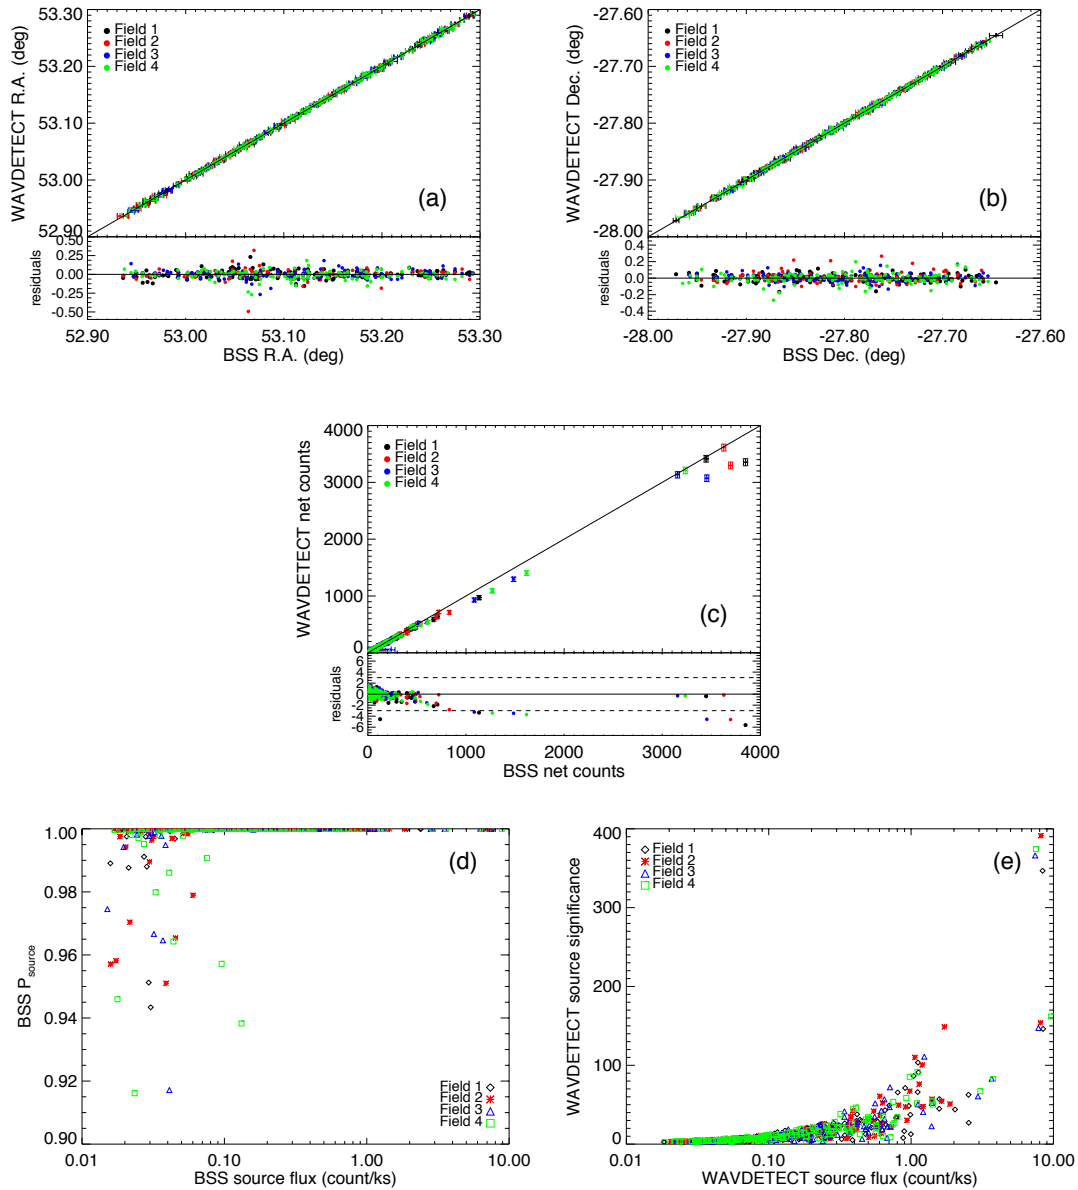 53.30
53.20
53.10
53.00
52.90
WAVDETECT R.A. (deg)
Field 1
Field 2
Field 3
Field 4
(a)
0.50
0.25
0.00
-0.25
-0.50
residuals
52.90 53.00 53.10 53.20 53.30
BSS R.A. (deg)
-27.60
-27.70
-27.80
-27.90
-28.00
WAVDETECT Dec. (deg)
Field 1
Field 2
Field 3
Field 4
(b)
0.4
0.2
0.0
-0.2
-0.4
residuals
-28.00 -27.90 -27.80 -27.70 -27.60
BSS Dec. (deg)
4000
3000
2000
1000
0
WAVDETECT net counts
Field 1
Field 2
Field 3
Field 4
(c)
6
4
2
0
-2
-4
-6
residuals
0 1000 2000 3000 4000
BSS net counts
1.00
0.98
0.96
0.94
0.92
0.90
BSS Psource
(d)
Field 1
Field 2
Field 3
Field 4
0.01 0.10 1.00 10.00
BSS source flux (count/ks)
400
300
200
100
0
WAVDETECT source significance
Field 1
Field 2
Field 3
Field 4
(e)
0.01 0.10 1.00 10.00
WAVDETECT source flux (count/ks)